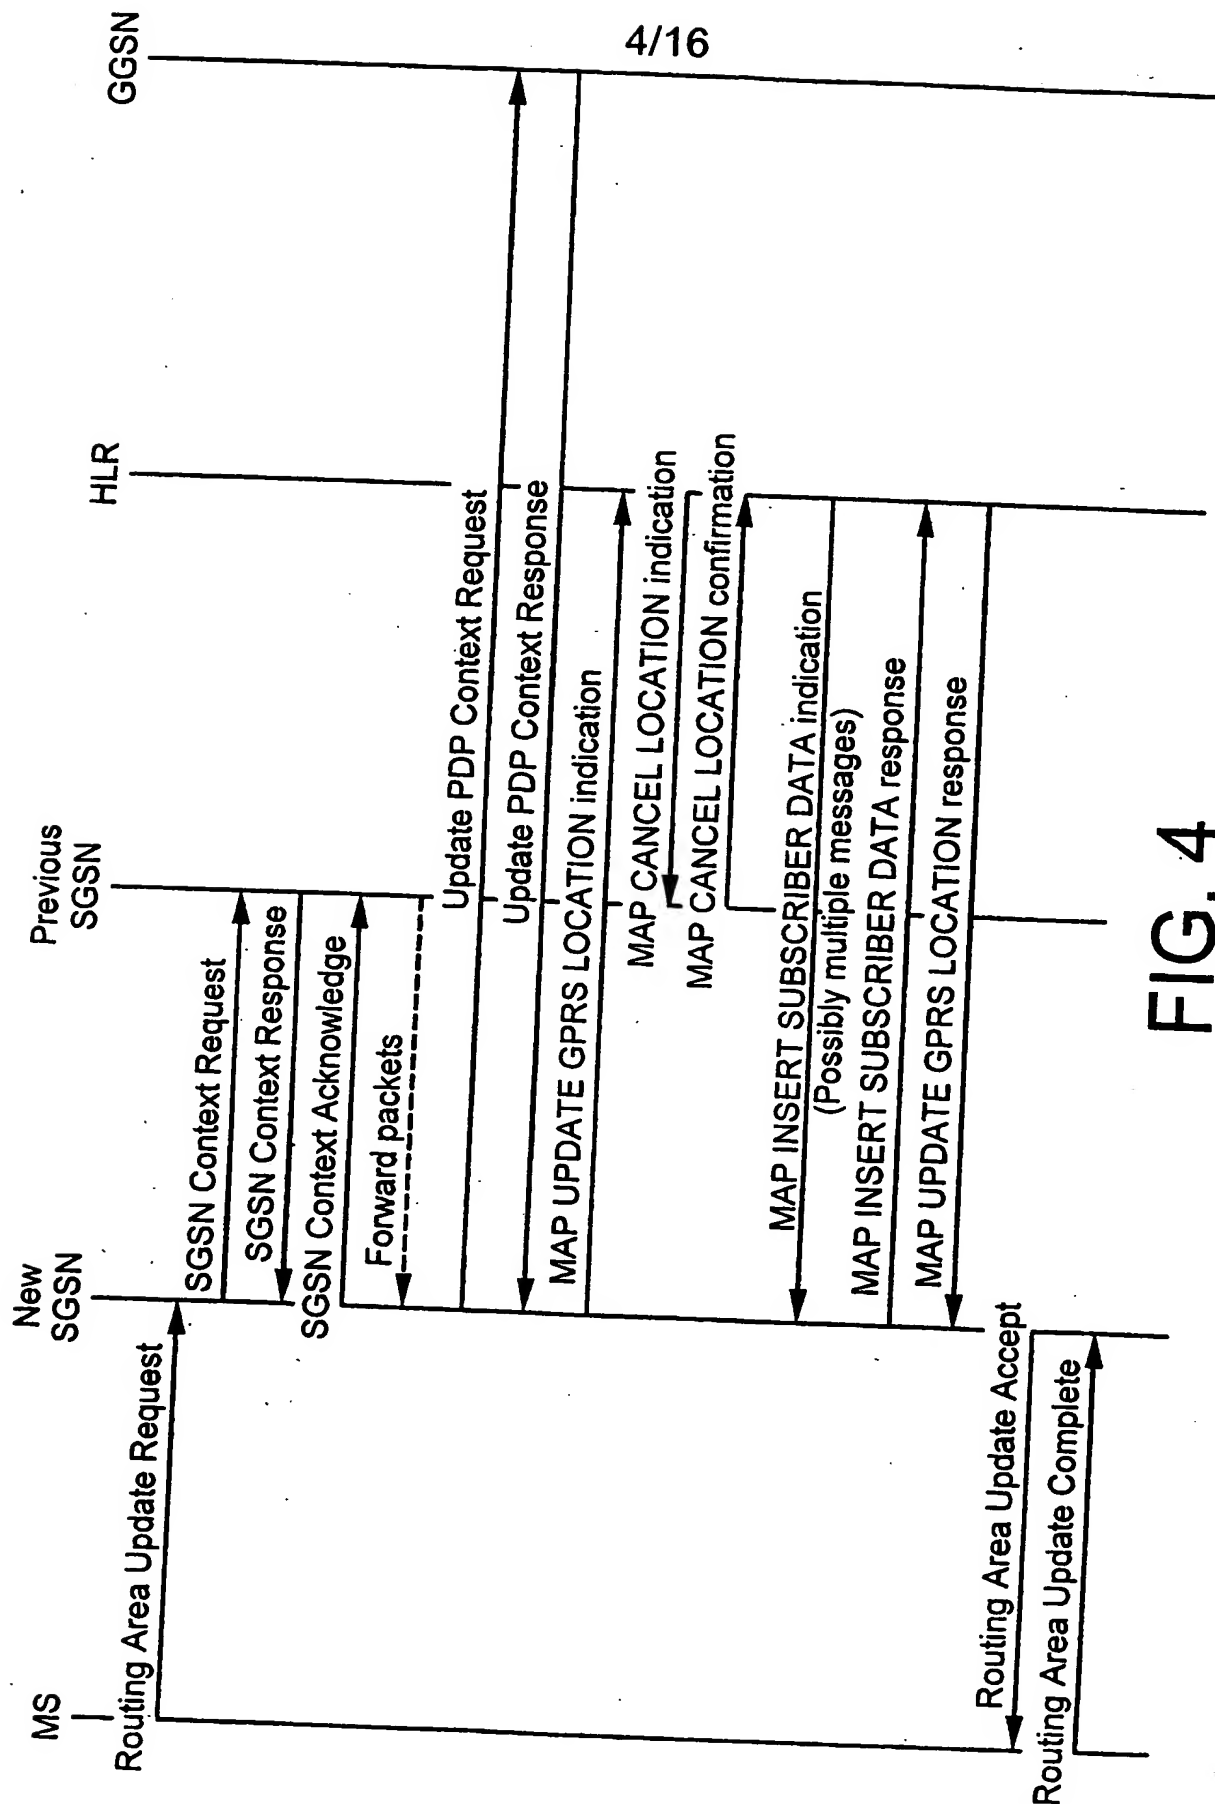 4/16
MS
New
SGSN
Previous
SGSN
HLR
GGSN
Routing Area Update Request
SGSN Context Request
SGSN Context Response
SGSN Context Acknowledge
Forward packets
Update PDP Context Request
Update PDP Context Response
MAP UPDATE GPRS LOCATION indication
MAP CANCEL LOCATION indication
MAP CANCEL LOCATION confirmation
MAP INSERT SUBSCRIBER DATA indication
(Possibly multiple messages)
MAP INSERT SUBSCRIBER DATA response
MAP UPDATE GPRS LOCATION response
Routing Area Update Accept
Routing Area Update Complete
FIG. 4